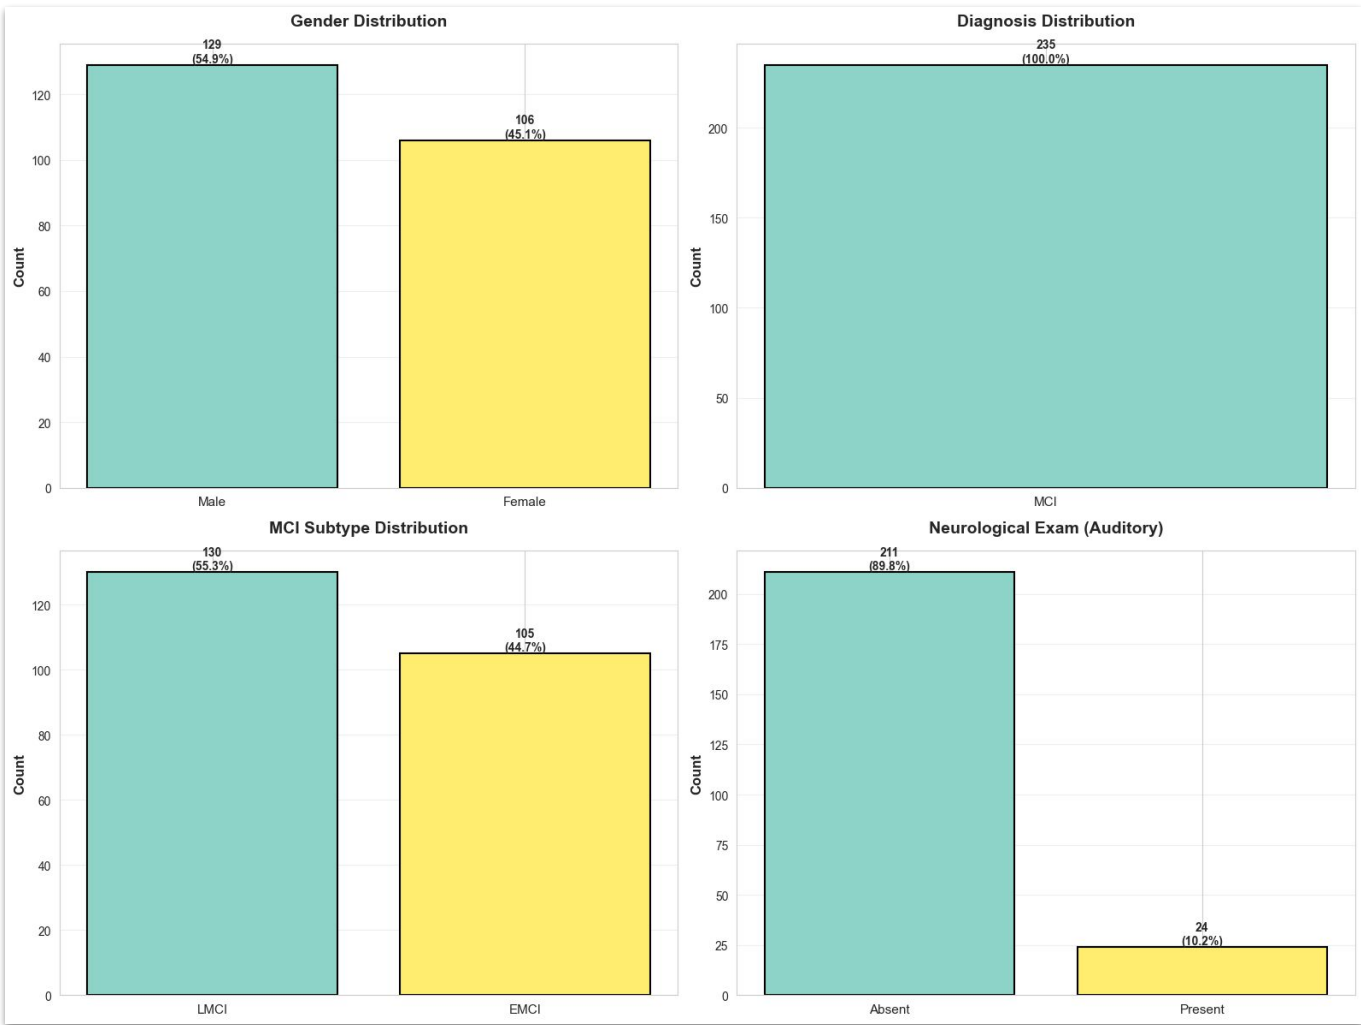 Gender Distribution
129
(54.9%)
106
(45.1%)
120
100
80
60
40
20
0
Count
Male
Female
Diagnosis Distribution
235
(100.0%)
200
150
100
50
0
Count
MCI
MCI Subtype Distribution
130
(55.3%)
105
(44.7%)
120
100
80
60
40
20
0
Count
LMCI
EMCI
Neurological Exam (Auditory)
211
(89.8%)
24
(10.2%)
200
175
150
125
100
75
50
25
0
Count
Absent
Present